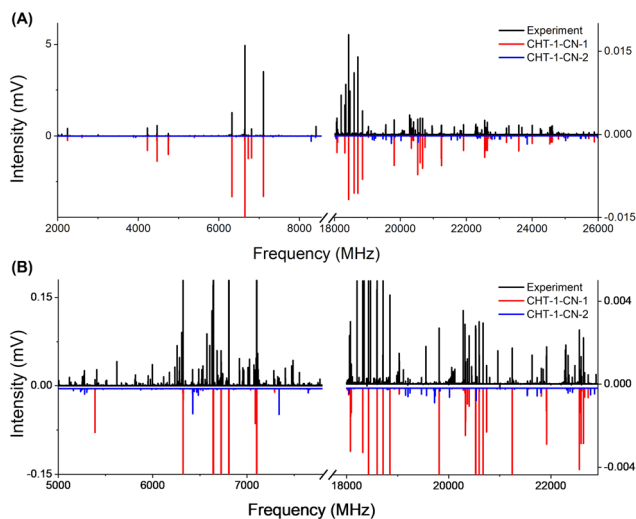 (A)
Experiment
CHT-1-CN-1
CHT-1-CN-2
5
0
Intensity (mV)
0.015
0.000
-0.015
2000 4000 6000 8000 18000 20000 22000 24000 26000
Frequency (MHz)
(B)
Experiment
CHT-1-CN-1
CHT-1-CN-2
0.15
0.00
-0.15
Intensity (mV)
0.004
0.000
-0.004
5000 6000 7000 18000 20000 22000
Frequency (MHz)